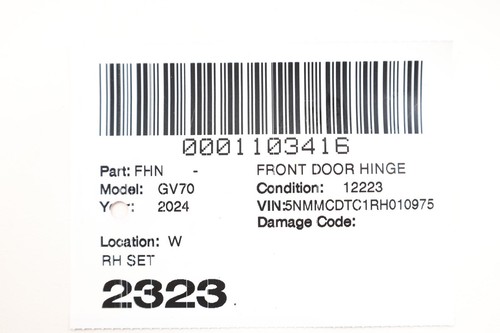 0001103416
Part: FHN - FRONT DOOR HINGE
Model: GV70 Condition: 12223
Year: 2024 VIN:5NMMCDTC1RH010975
Damage Code:
Location: W
RH SET
2323